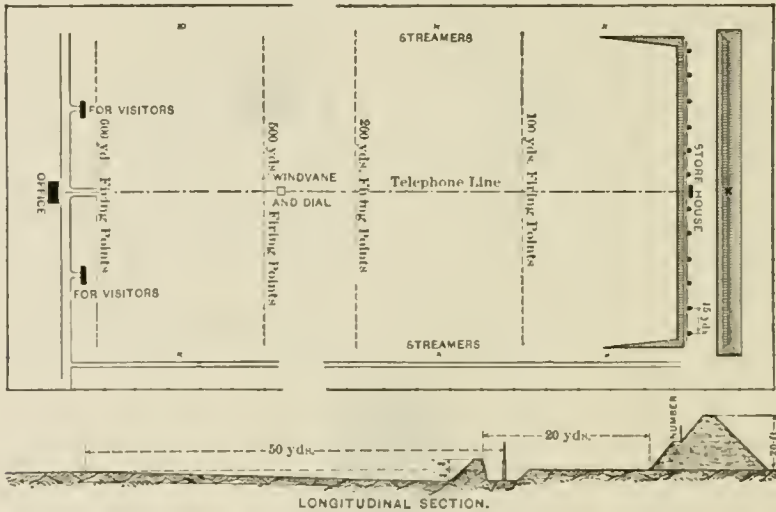 STREAMERS
FOR VISITORS
600 yd. Firing Points
500 yds. Firing Points
200 yds. Firing Points
100 yds. Firing Points
OFFICE
WINDVANE
AND DIAL
Telephone Line
STORE HOUSE
FOR VISITORS
15 yds
STREAMERS
50 yds.
20 yds.
NUMBER
LONGITUDINAL SECTION.